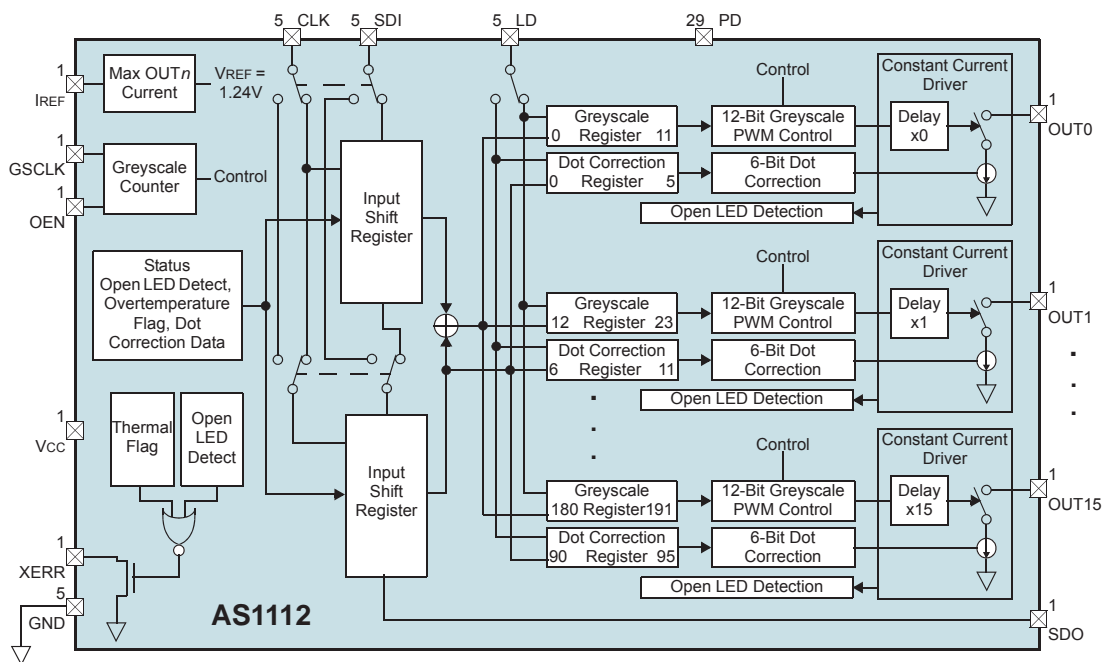 5 CLK
5 SDI
5 LD
29 PD
1
IREF
Max OUTn
Current
VREF =
1.24V
1
GSCLK
Greyscale
Counter
Control
1
OEN
Status
Open LED Detect,
Overtemperature
Flag, Dot
Correction Data
1
VCC
Thermal
Flag
Open
LED
Detect
1
XERR
5
GND
AS1112
Input
Shift
Register
Input
Shift
Register
Greyscale
0 Register 11
Dot Correction
0 Register 5
Control
12-Bit Greyscale
PWM Control
6-Bit Dot
Correction
Open LED Detection
Constant Current
Driver
Delay
x0
1
OUT0
Greyscale
12 Register 23
Dot Correction
6 Register 11
Control
12-Bit Greyscale
PWM Control
6-Bit Dot
Correction
Open LED Detection
Constant Current
Driver
Delay
x1
1
OUT1
Greyscale
180 Register191
Dot Correction
90 Register 95
Control
12-Bit Greyscale
PWM Control
6-Bit Dot
Correction
Open LED Detection
Constant Current
Driver
Delay
x15
1
OUT15
1
SDO